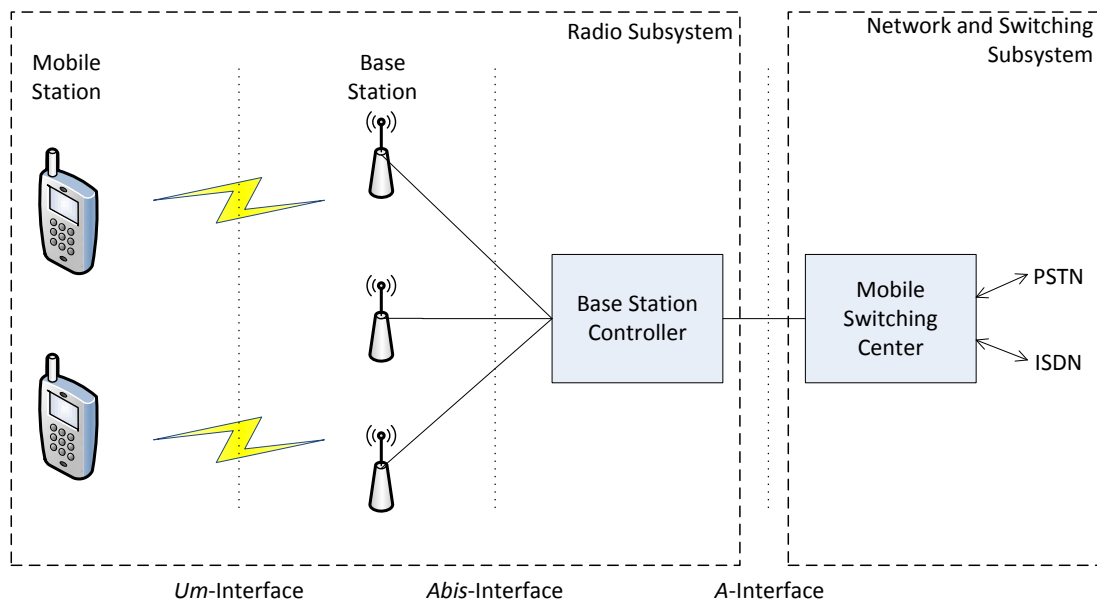 Radio Subsystem
Network and Switching
Subsystem
Mobile
Station
Base
Station
Base Station
Controller
Mobile
Switching
Center
PSTN
ISDN
Um-Interface
Abis-Interface
A-Interface